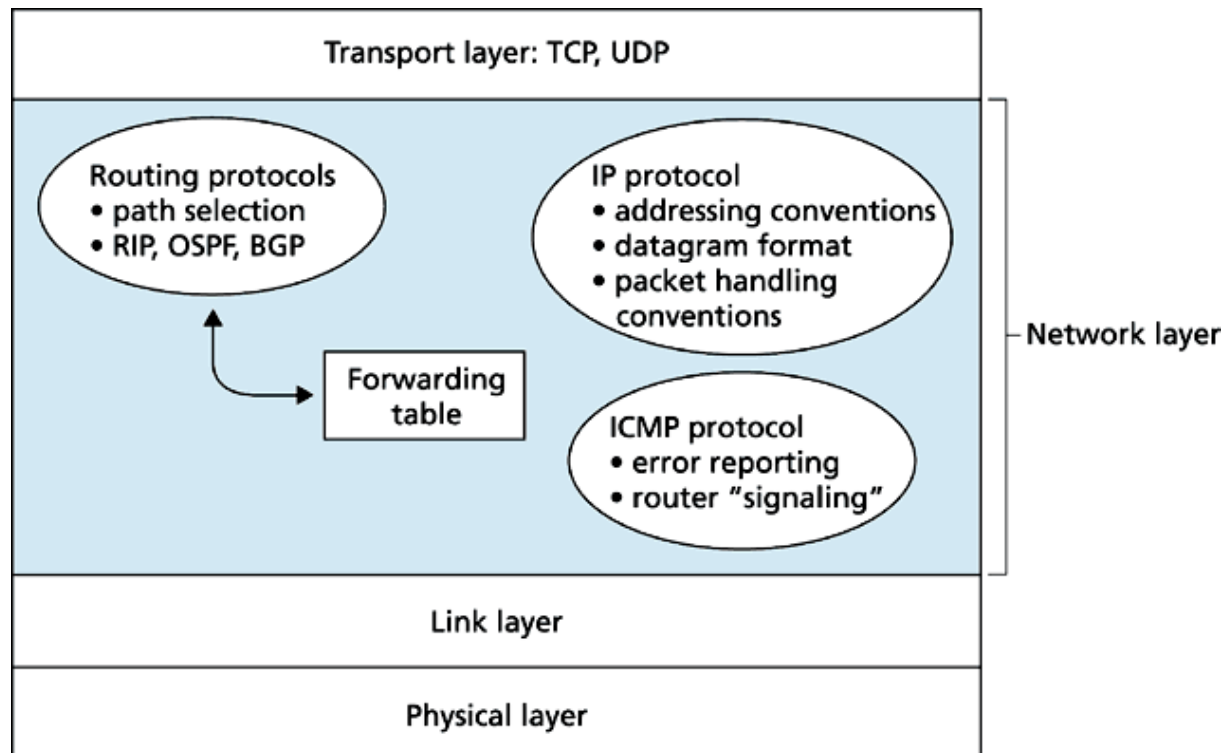 Transport layer: TCP, UDP
Routing protocols
• path selection
• RIP, OSPF, BGP
Forwarding
table
IP protocol
• addressing conventions
• datagram format
• packet handling
conventions
ICMP protocol
• error reporting
• router “signaling”
Network layer
Link layer
Physical layer